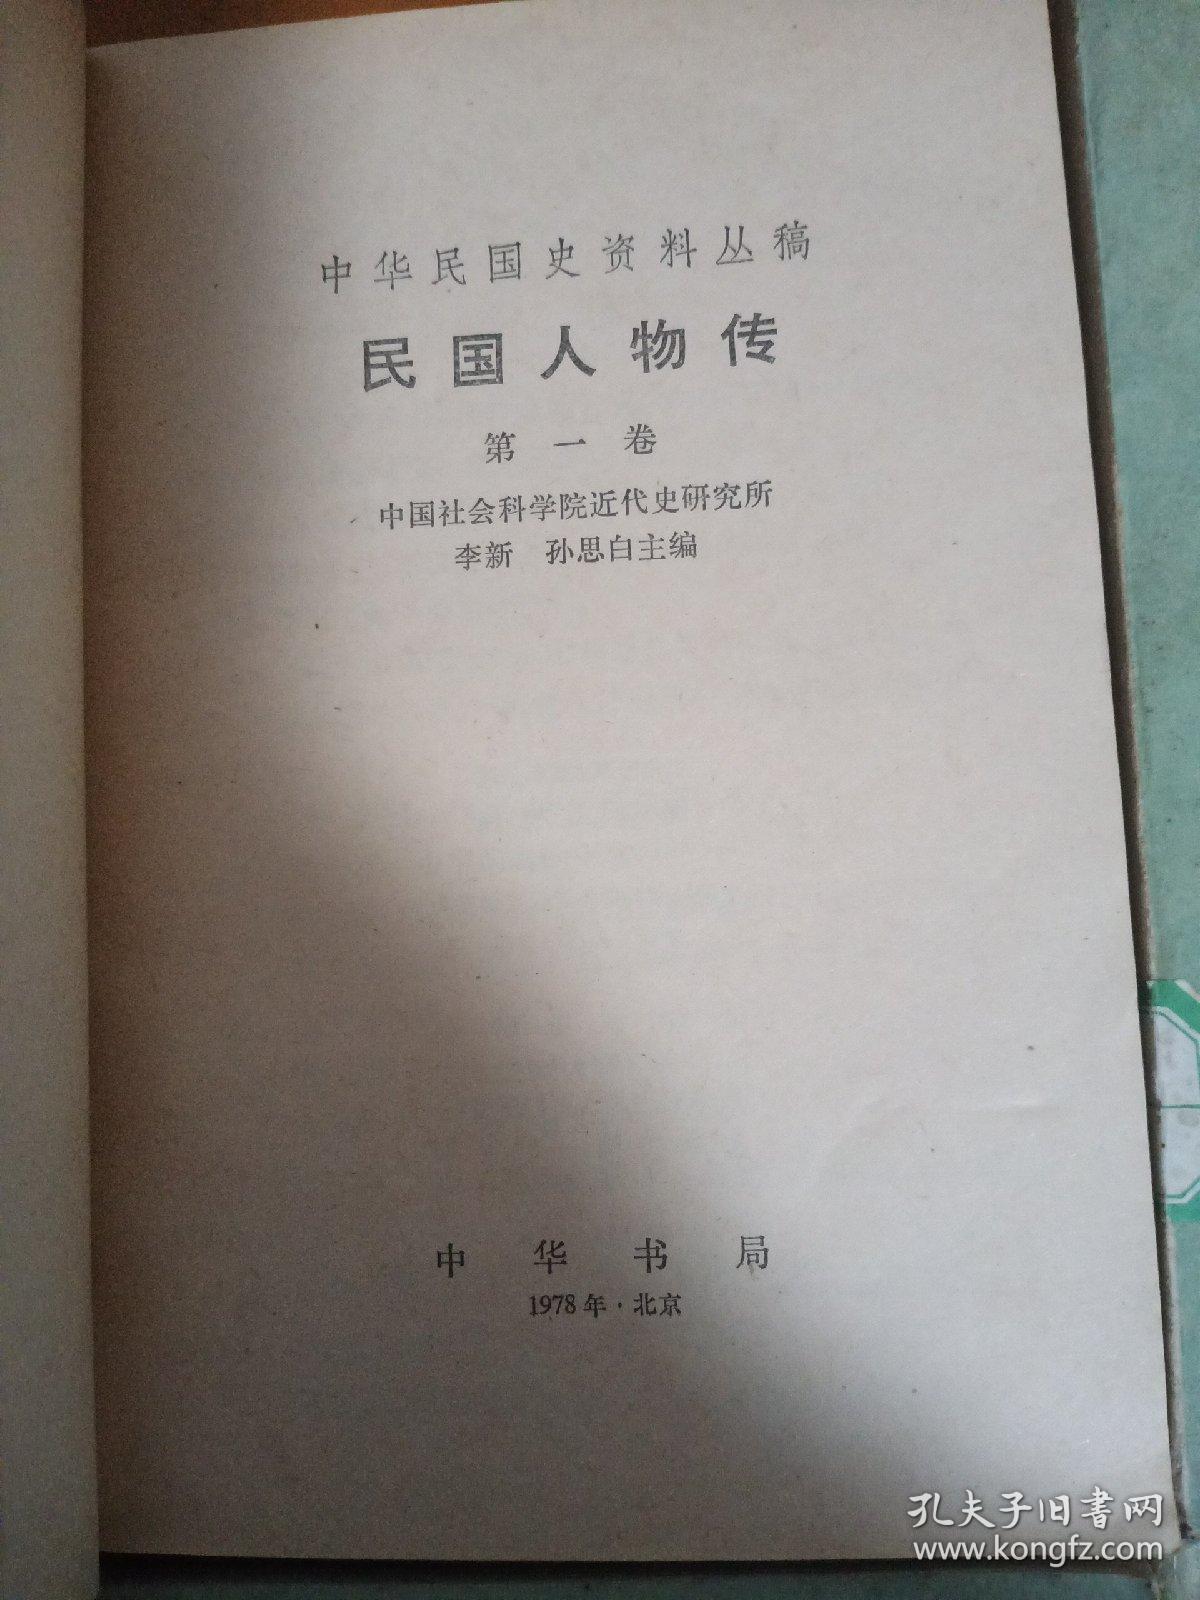 中华民国史资料丛稿
民国人物传
第一卷
中国社会科学院近代史研究所
李新 孙思白主编
中华书局
1978年·北京
孔夫子旧书网
www.kongfz.com